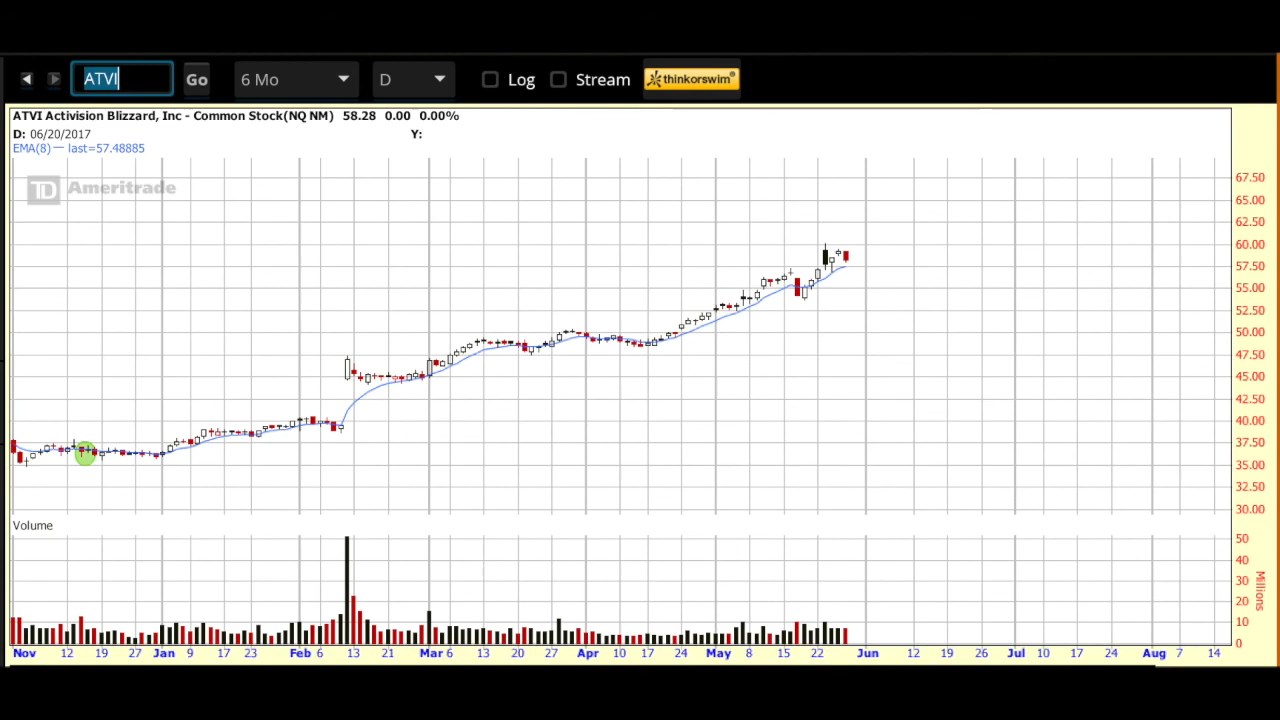 ATVI Go 6 Mo D Log Stream thinkorswim®
ATVI Activision Blizzard, Inc - Common Stock(NQ NM) 58.28 0.00 0.00%
D: 06/20/2017 Y:
EMA(8) — last=57.48885
TD Ameritrade
67.50
65.00
62.50
60.00
57.50
55.00
52.50
50.00
47.50
45.00
42.50
40.00
37.50
35.00
32.50
30.00
Volume
50
40
30
20
10
0
Millions
Nov 12 19 27 Jan 9 17 23 Feb 6 13 21 Mar 6 13 20 27 Apr 10 17 24 May 8 15 22 Jun 12 19 26 Jul 10 17 24 Aug 7 14